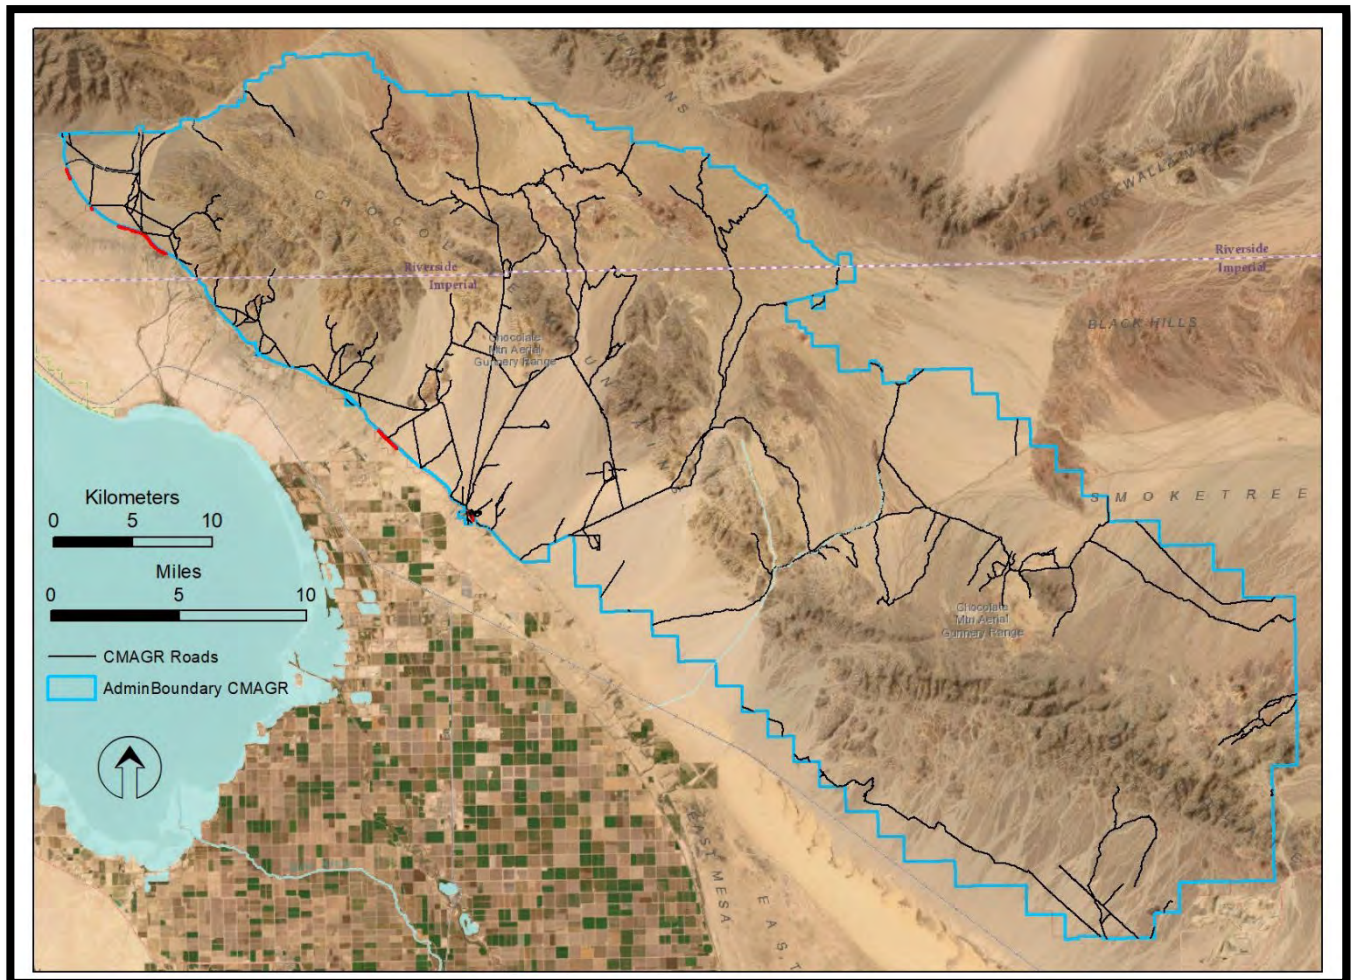 C H O C O L
Riverside
Imperial
Riverside
Imperial
BLACK HILLS
Chocolate
Mtn Aerial
Gunnery Range
Kilometers
0 5 10
Miles
0 5 10
CMAGR Roads
AdminBoundary CMAGR
SMOKETREE
Chocolate
Mtn Aerial
Gunnery Range
EAST MESA